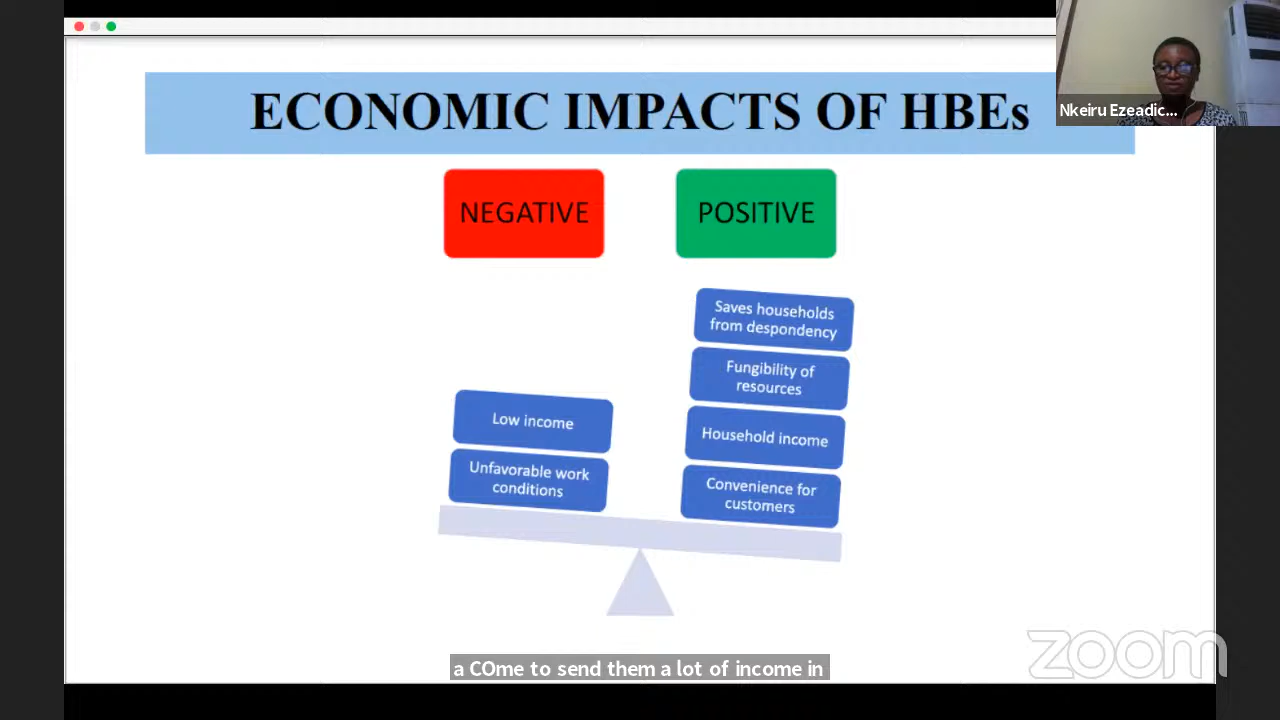 ECONOMIC IMPACTS OF HBEs
Nkeiru Ezeadic...
NEGATIVE
POSITIVE
Low income
Unfavorable work
conditions
Saves households
from despondency
Fungibility of
resources
Household income
Convenience for
customers
a COme to send them a lot of income in
zoom